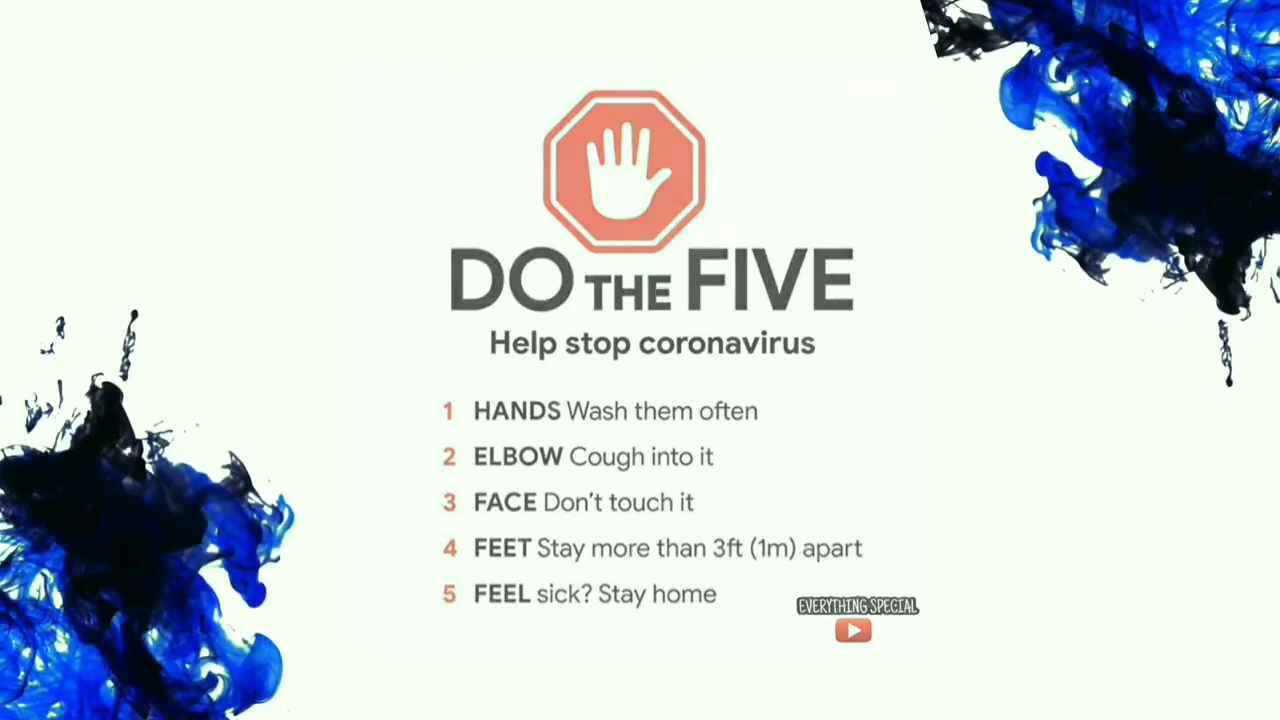 DO THE FIVE
Help stop coronavirus
1 HANDS Wash them often
2 ELBOW Cough into it
3 FACE Don't touch it
4 FEET Stay more than 3ft (1m) apart
5 FEEL sick? Stay home
EVERYTHING SPECIAL